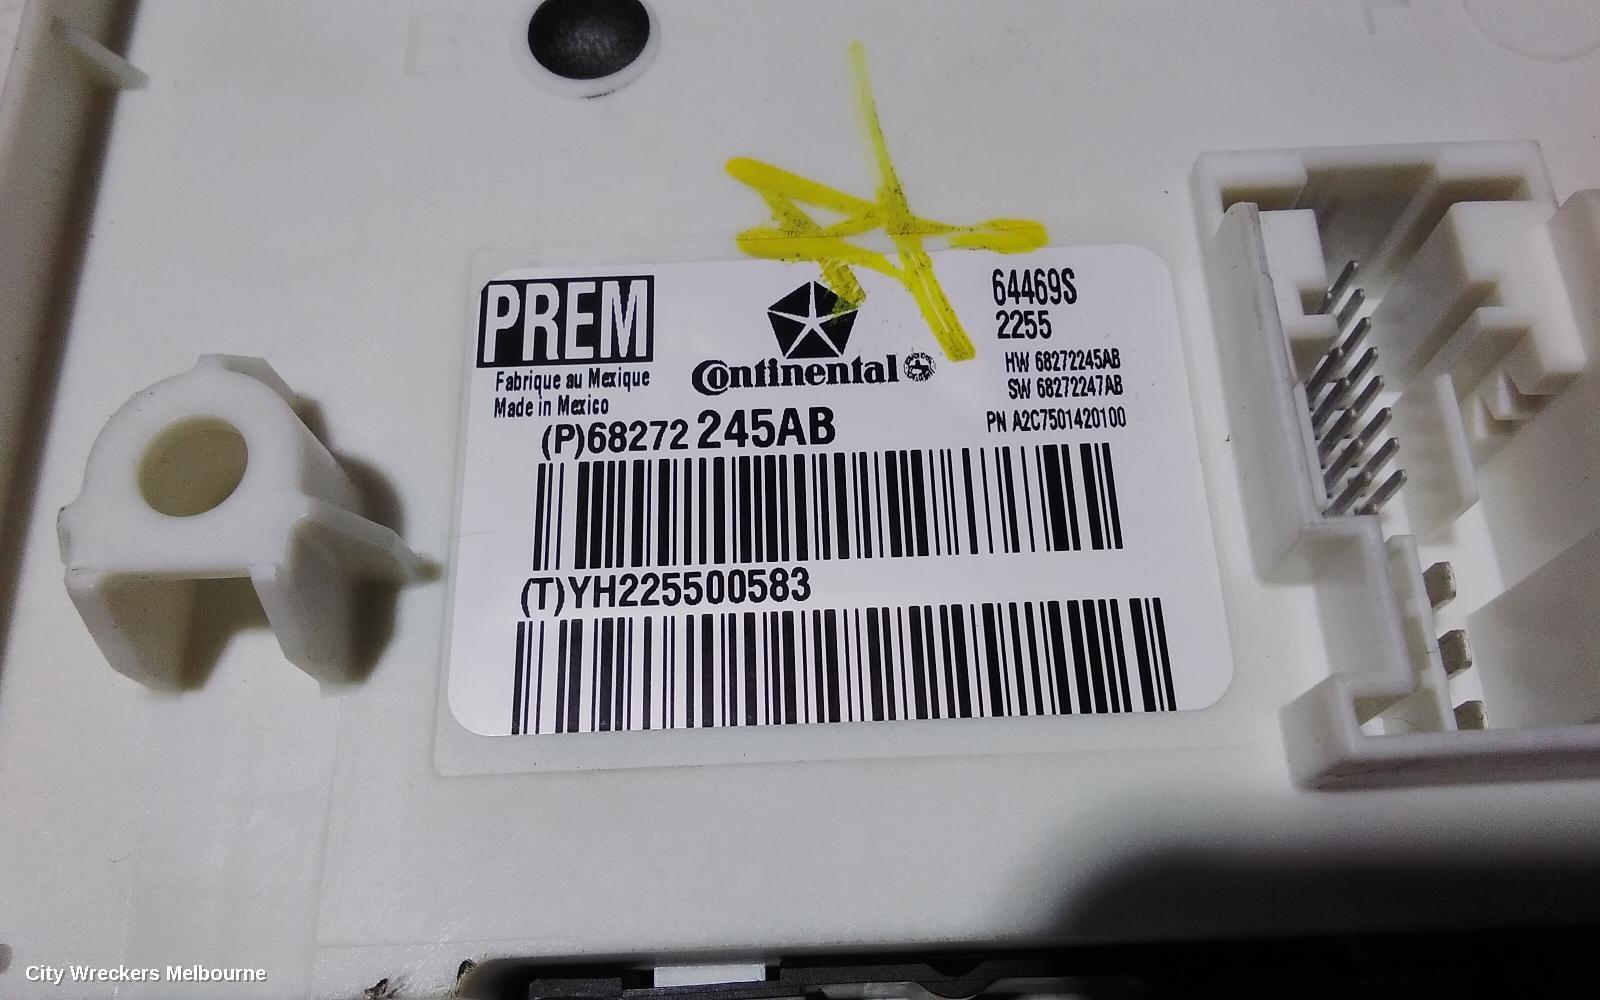 E
PREM
Fabrique au Mexique
Made in Mexico
Continental
64469S
2255
HW 68272245AB
SW 68272247AB
PN A2C7501420100
(P)68272 245AB
(T)YH225500583
City Wreckers Melbourne